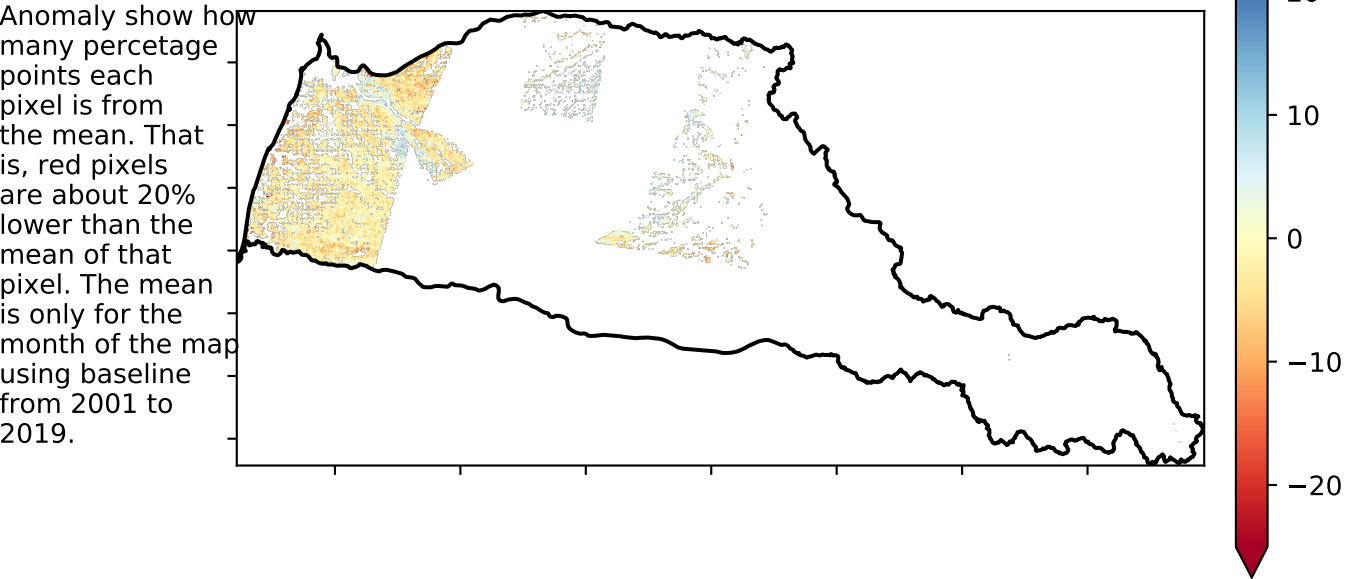 Anomaly show how
many percetage
points each
pixel is from
the mean. That
is, red pixels
are about 20%
lower than the
mean of that
pixel. The mean
is only for the
month of the map
using baseline
from 2001 to
2019.
10
0
−10
−20